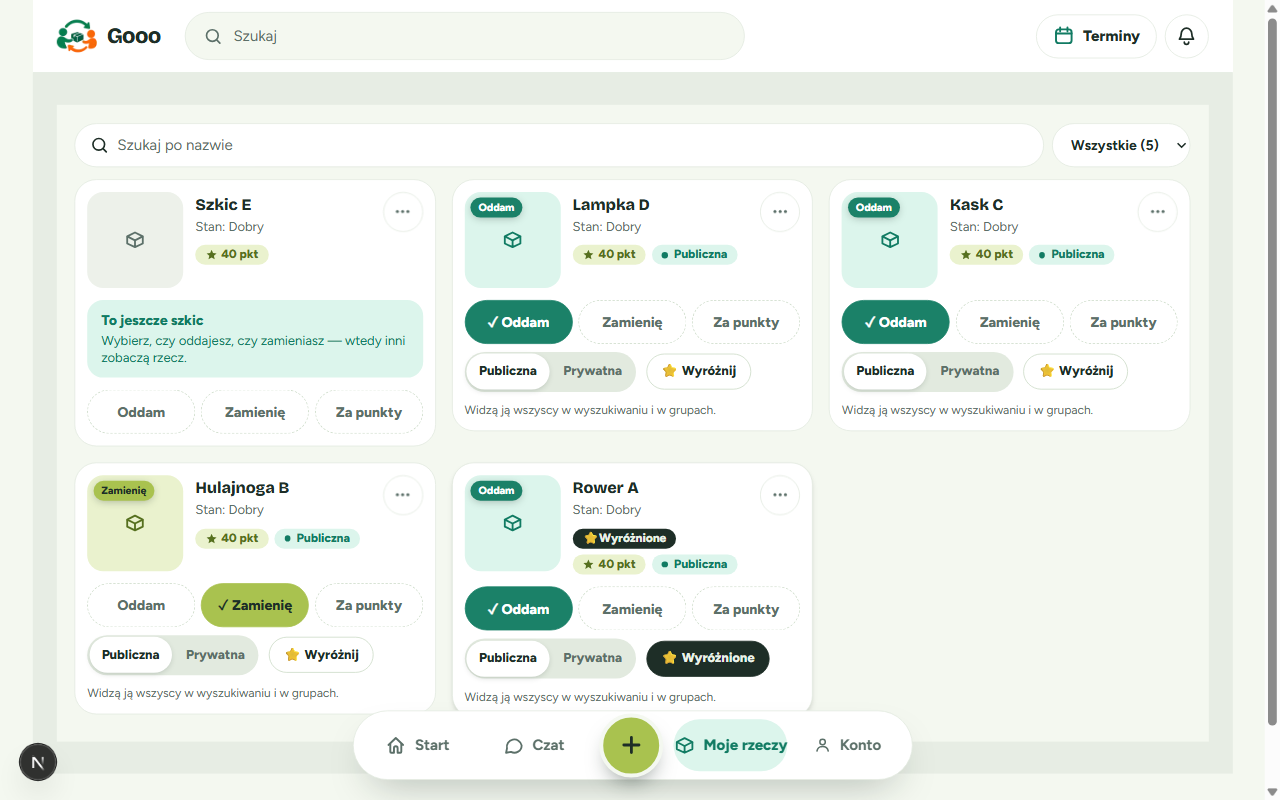 Gooo
Szukaj
Terminy
Szukaj po nazwie
Wszystkie (5)
Szkic E
Stan: Dobry
40 pkt
To jeszcze szkic
Wybierz, czy oddajesz, czy zamieniasz — wtedy inni
zobaczą rzecz.
Oddam
Zamienię
Za punkty
Oddam
Lampka D
Stan: Dobry
40 pkt
Publiczna
✓ Oddam
Zamienię
Za punkty
Publiczna
Prywatna
Wyróżnij
Widzą ją wszyscy w wyszukiwaniu i w grupach.
Oddam
Kask C
Stan: Dobry
40 pkt
Publiczna
✓ Oddam
Zamienię
Za punkty
Publiczna
Prywatna
Wyróżnij
Widzą ją wszyscy w wyszukiwaniu i w grupach.
Zamienię
Hulajnoga B
Stan: Dobry
40 pkt
Publiczna
Oddam
✓ Zamienię
Za punkty
Publiczna
Prywatna
Wyróżnij
Widzą ją wszyscy w wyszukiwaniu i w grupach.
Oddam
Rower A
Stan: Dobry
Wyróżnione
40 pkt
Publiczna
✓ Oddam
Zamienię
Za punkty
Publiczna
Prywatna
Wyróżnione
Widzą ją wszyscy w wyszukiwaniu i w grupach.
N
Start
Czat
Moje rzeczy
Konto